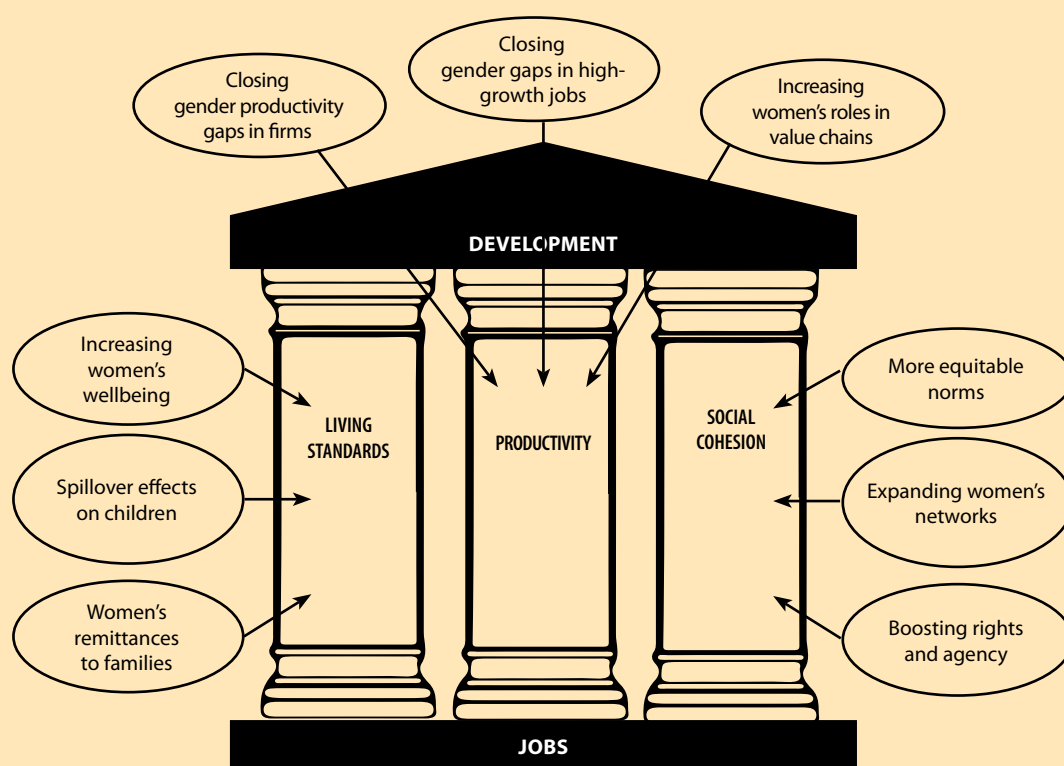 Closing
gender productivity
gaps in firms
Closing
gender gaps in high-
growth jobs
Increasing
women's roles in
value chains
DEVELOPMENT
Increasing
women's
wellbeing
Spillover effects
on children
Women's
remittances
to families
LIVING
STANDARDS
PRODUCTIVITY
SOCIAL
COHESION
More equitable
norms
Expanding women's
networks
Boosting rights
and agency
JOBS